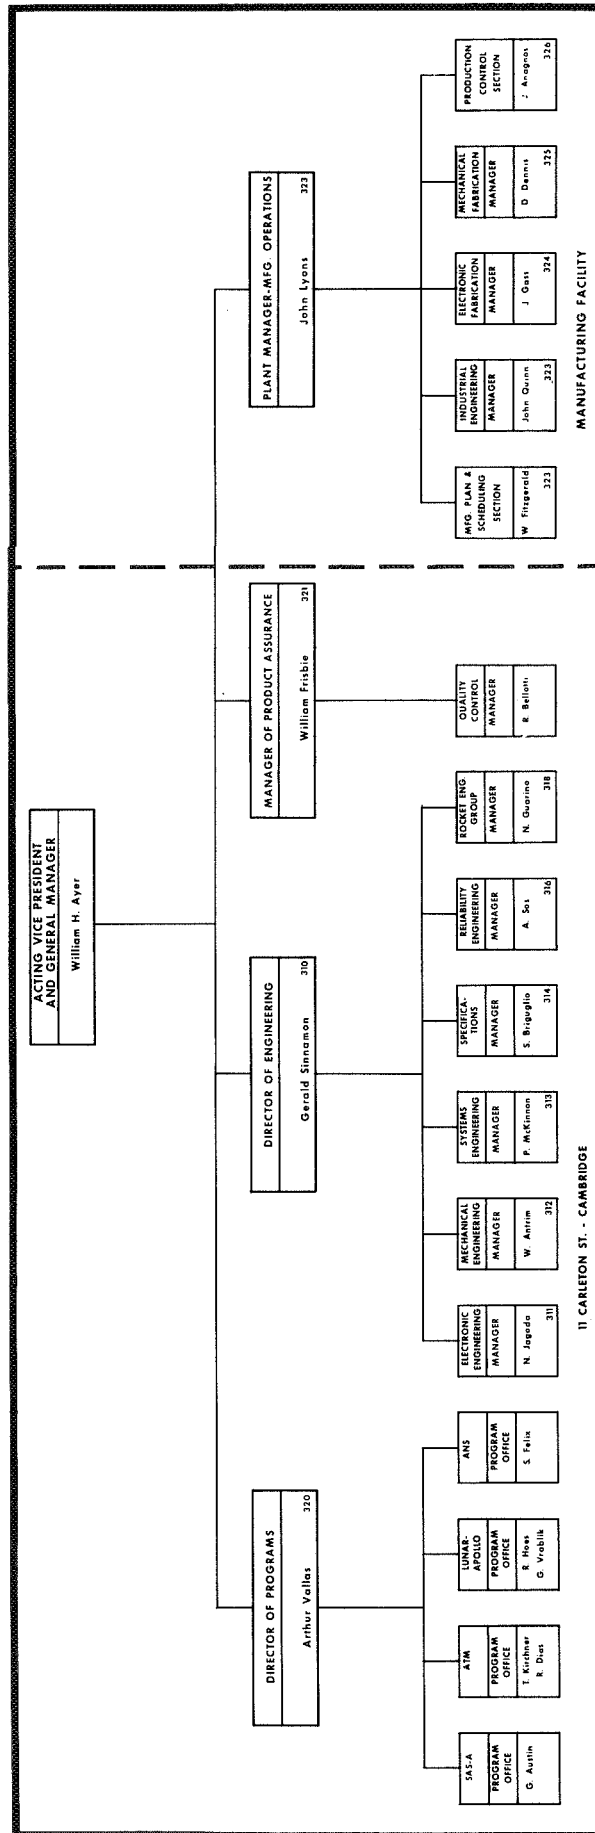 ACTING VICE PRESIDENT
AND GENERAL MANAGER
William H. Ayer
DIRECTOR OF PROGRAMS
Arthur Vallas
320
DIRECTOR OF ENGINEERING
Gerald Sinnamon
310
MANAGER OF PRODUCT ASSURANCE
William Frisbie
321
PLANT MANAGER-MFG. OPERATIONS
John Lyons
323
SAS-A
PROGRAM
OFFICE
G. Austin
ATM
PROGRAM
OFFICE
T. Kirchner
R. Dias
LUNAR-
APOLLO
PROGRAM
OFFICE
R. Hoes
G. Vrablik
ANS
PROGRAM
OFFICE
S. Felix
ELECTRONIC
ENGINEERING
MANAGER
N. Jagoda
311
MECHANICAL
ENGINEERING
MANAGER
W. Antrim
312
SYSTEMS
ENGINEERING
MANAGER
P. McKinnon
313
SPECIFICA-
TIONS
MANAGER
S. Briguglio
314
RELIABILITY
ENGINEERING
MANAGER
A. Sos
316
ROCKET ENG.
GROUP
MANAGER
N. Guarino
318
QUALITY
CONTROL
MANAGER
R. Bellotti
MFG. PLAN &
SCHEDULING
SECTION
W Fitzgerald
323
INDUSTRIAL
ENGINEERING
MANAGER
John Quinn
323
ELECTRONIC
FABRICATION
MANAGER
J Gass
324
MECHANICAL
FABRICATION
MANAGER
D Dennis
325
PRODUCTION
CONTROL
SECTION
J Anagnos
326
11 CARLETON ST. - CAMBRIDGE
MANUFACTURING FACILITY